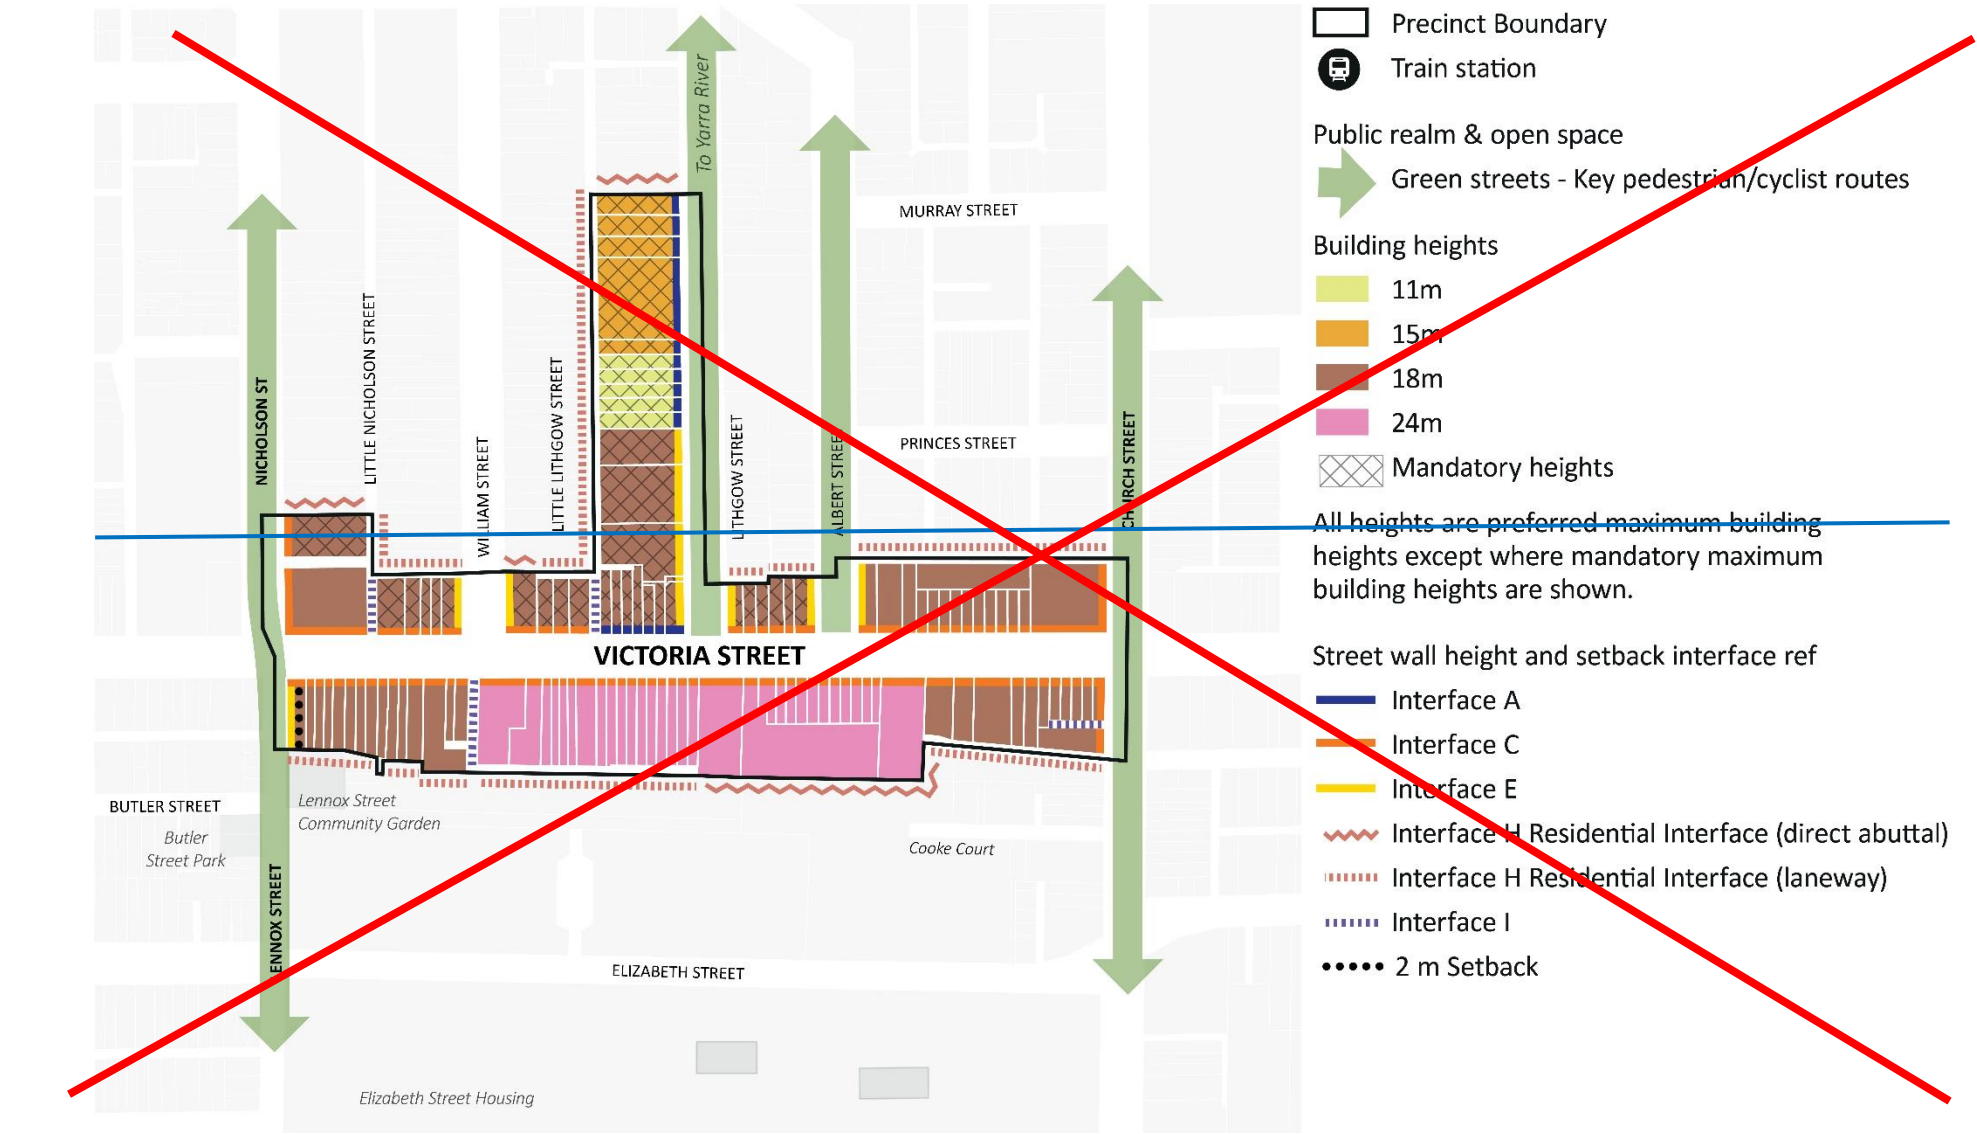 To Yarra River
MURRAY STREET
NICHOLSON ST
LITTLE NICHOLSON STREET
WILLIAM STREET
LITTLE LITHGOW STREET
LITHGOW STREET
ALBERT STREET
PRINCES STREET
CHURCH STREET
VICTORIA STREET
BUTLER STREET
Butler
Street Park
Lennox Street
Community Garden
LENNOX STREET
Cooke Court
ELIZABETH STREET
Elizabeth Street Housing
Precinct Boundary
Train station
Public realm & open space
Green streets - Key pedestrian/cyclist routes
Building heights
11m
15m
18m
24m
Mandatory heights
All heights are preferred maximum building
heights except where mandatory maximum
building heights are shown.
Street wall height and setback interface ref
Interface A
Interface C
Interface E
Interface H Residential Interface (direct abuttal)
Interface H Residential Interface (laneway)
Interface I
2 m Setback